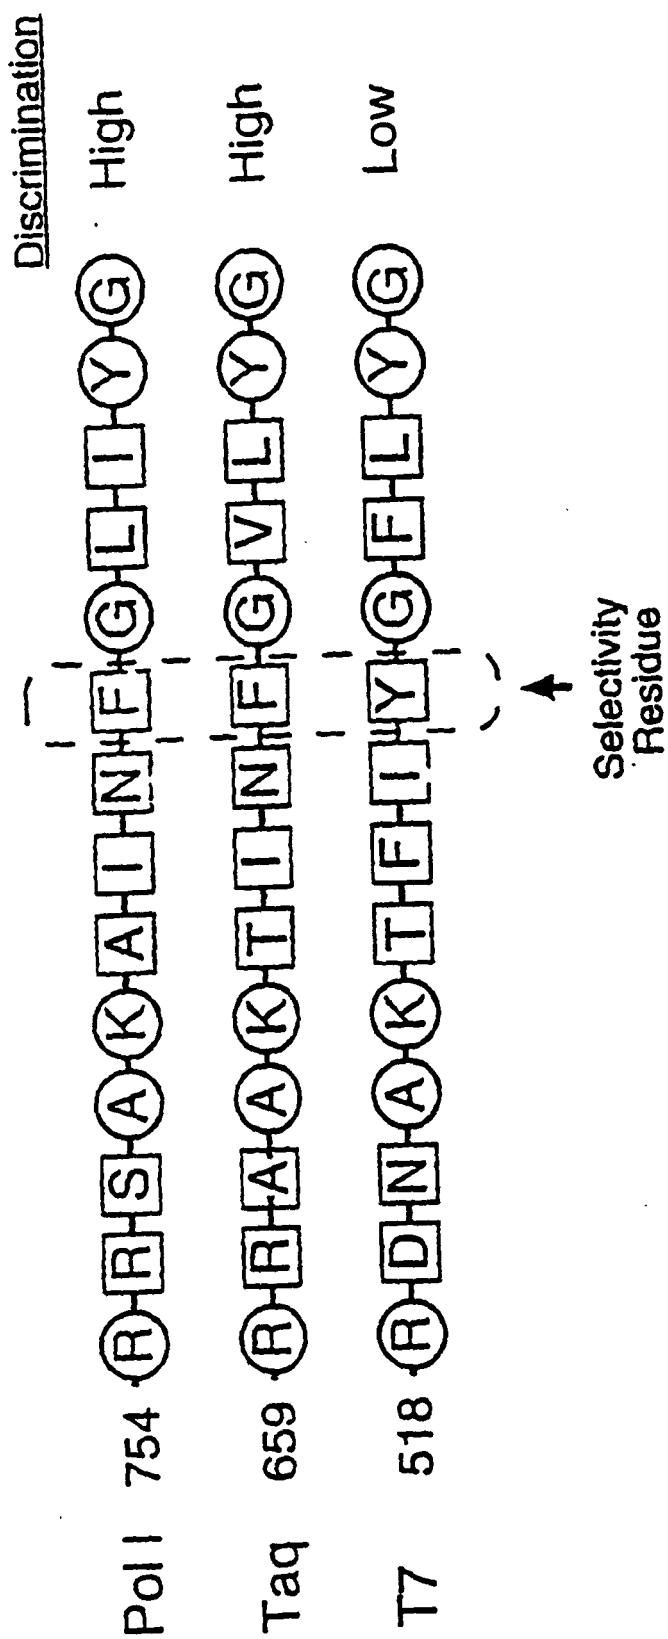 Discrimination
Pol I 754 R R S A K A I N F G L I Y G High
Taq 659 R R A A K T I N F G V L Y G High
T7 518 R D N A K T F I Y G F L Y G Low
Selectivity
Residue